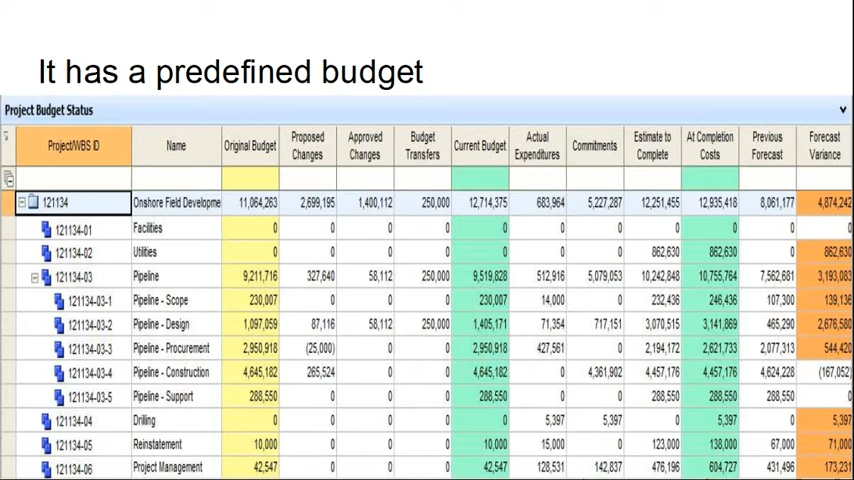 It has a predefined budget
Project Budget Status
Project/WBS ID Name Original Budget Proposed Changes Approved Changes Budget Transfers Current Budget Actual Expenditures Commitments Estimate to Complete At Completion Costs Previous Forecast Forecast Variance
121134 Onshore Field Developme 11,064,263 2,699,195 1,400,112 250,000 12,714,375 683,964 5,227,287 12,251,455 12,935,418 8,061,177 4,874,242
121134-01 Facilities 0 0 0 0 0 0 0 0 0 0 0
121134-02 Utilities 0 0 0 0 0 0 0 862,630 862,630 0 862,630
121134-03 Pipeline 9,211,716 327,640 58,112 250,000 9,519,828 512,916 5,079,053 10,242,848 10,755,764 7,562,681 3,193,083
121134-03-1 Pipeline - Scope 230,007 0 0 0 230,007 14,000 0 232,436 246,436 107,300 139,136
121134-03-2 Pipeline - Design 1,097,059 87,116 58,112 250,000 1,405,171 71,354 717,151 3,070,515 3,141,869 465,290 2,676,580
121134-03-3 Pipeline - Procurement 2,950,918 (25,000) 0 0 2,950,918 427,561 0 2,194,172 2,621,733 2,077,313 544,420
121134-03-4 Pipeline - Construction 4,645,182 265,524 0 0 4,645,182 0 4,361,902 4,457,176 4,457,176 4,624,228 (167,052)
121134-03-5 Pipeline - Support 288,550 0 0 0 288,550 0 0 288,550 288,550 288,550 0
121134-04 Drilling 0 0 0 0 0 5,397 5,397 0 5,397 0 5,397
121134-05 Reinstatement 10,000 0 0 0 10,000 15,000 0 123,000 138,000 67,000 71,000
121134-06 Project Management 42,547 0 0 0 42,547 128,531 142,837 476,196 604,727 431,496 173,231